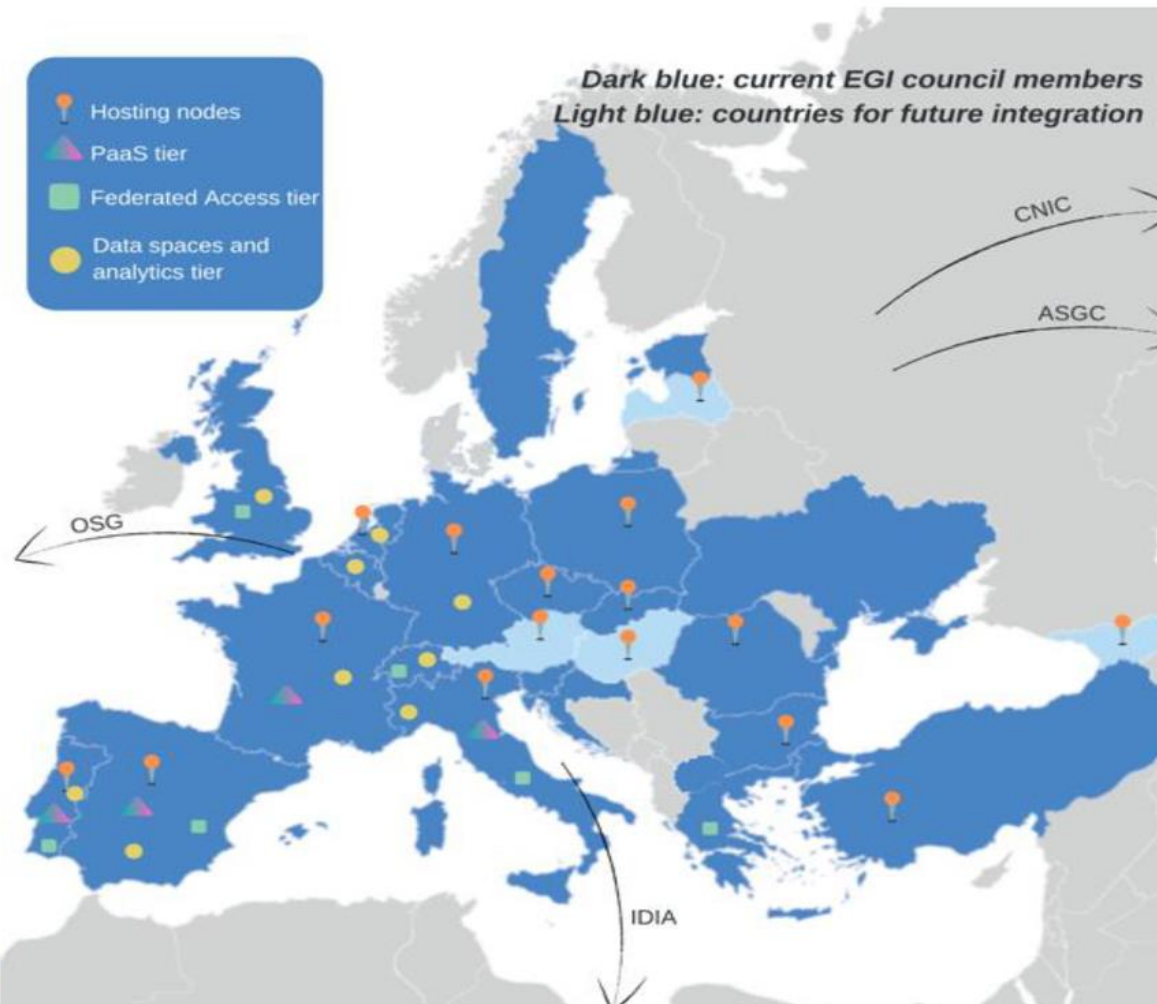 Dark blue: current EGI council members
Light blue: countries for future integration
Hosting nodes
PaaS tier
Federated Access tier
Data spaces and
analytics tier
CNIC
ASGC
OSG
IDIA